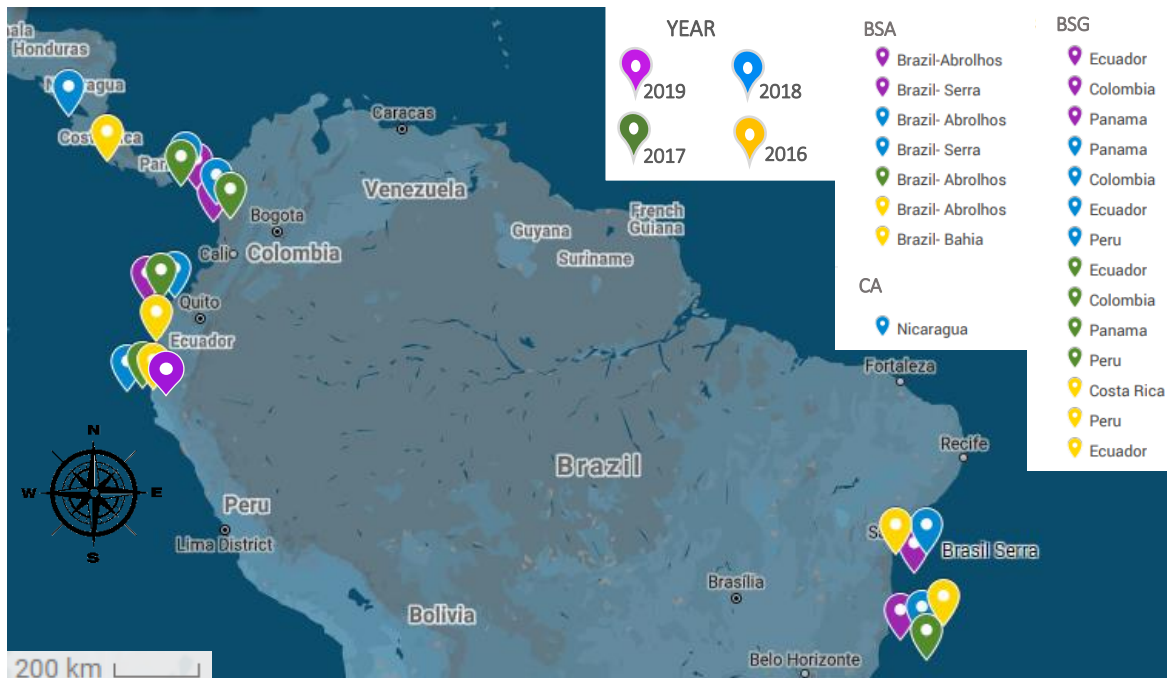 YEAR
2019
2018
2017
2016
BSA
Brazil-Abrolhos
Brazil- Serra
Brazil- Abrolhos
Brazil- Serra
Brazil- Abrolhos
Brazil- Abrolhos
Brazil- Bahia
CA
Nicaragua
BSG
Ecuador
Colombia
Panama
Panama
Colombia
Ecuador
Peru
Ecuador
Colombia
Panama
Peru
Costa Rica
Peru
Ecuador
Honduras
Caracas
Venezuela
Bogota
Guyana
French
Guiana
Suriname
Cali
Colombia
Quito
Ecuador
Fortaleza
Recife
Brazil
N
W
E
S
Peru
Lima District
Brasil Serra
Brasília
Bolivia
Belo Horizonte
200 km